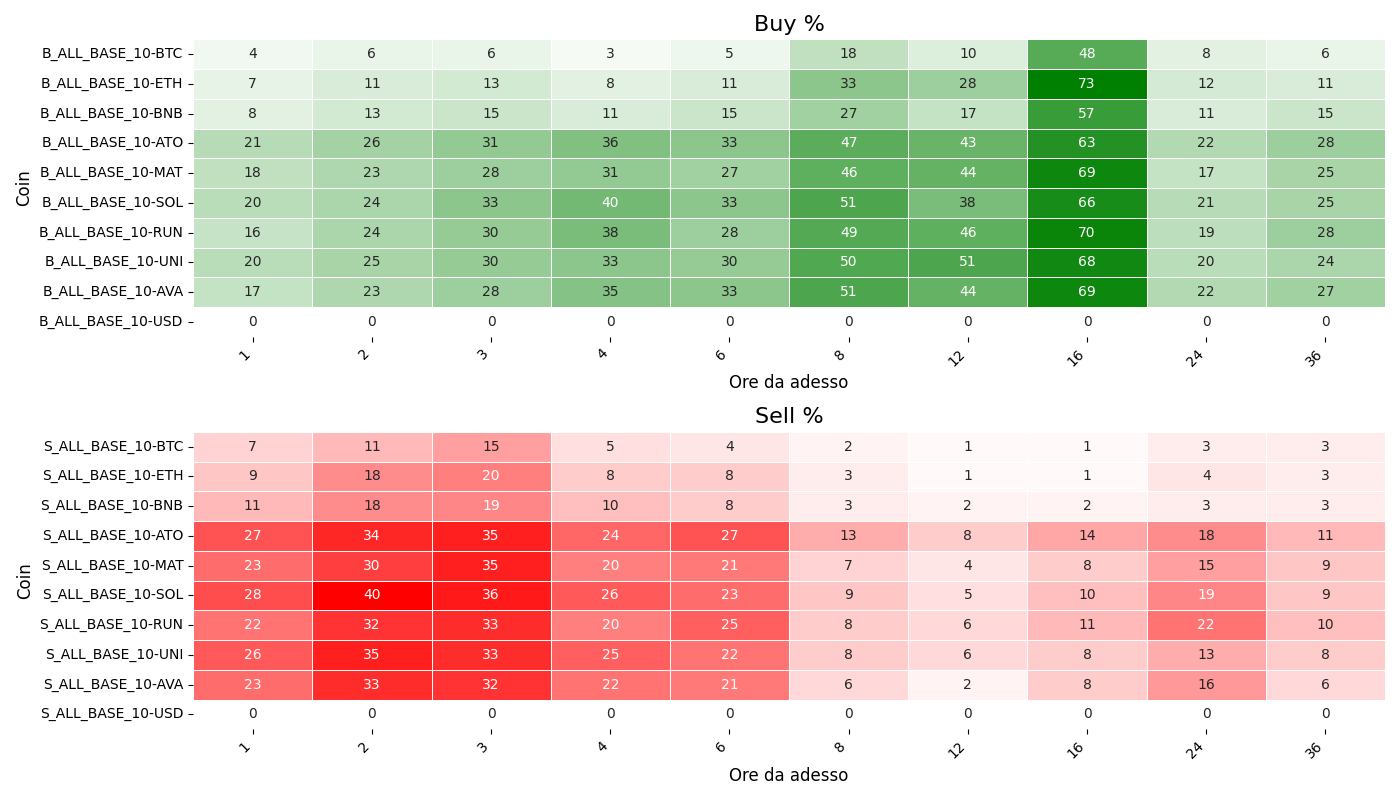 Buy %
Coin
B_ALL_BASE_10-BTC 4 6 6 3 5 18 10 48 8 6
B_ALL_BASE_10-ETH 7 11 13 8 11 33 28 73 12 11
B_ALL_BASE_10-BNB 8 13 15 11 15 27 17 57 11 15
B_ALL_BASE_10-ATO 21 26 31 36 33 47 43 63 22 28
B_ALL_BASE_10-MAT 18 23 28 31 27 46 44 69 17 25
B_ALL_BASE_10-SOL 20 24 33 40 33 51 38 66 21 25
B_ALL_BASE_10-RUN 16 24 30 38 28 49 46 70 19 28
B_ALL_BASE_10-UNI 20 25 30 33 30 50 51 68 20 24
B_ALL_BASE_10-AVA 17 23 28 35 33 51 44 69 22 27
B_ALL_BASE_10-USD 0 0 0 0 0 0 0 0 0 0
1 2 3 4 6 8 12 16 24 36
Ore da adesso
Sell %
Coin
S_ALL_BASE_10-BTC 7 11 15 5 4 2 1 1 3 3
S_ALL_BASE_10-ETH 9 18 20 8 8 3 1 1 4 3
S_ALL_BASE_10-BNB 11 18 19 10 8 3 2 2 3 3
S_ALL_BASE_10-ATO 27 34 35 24 27 13 8 14 18 11
S_ALL_BASE_10-MAT 23 30 35 20 21 7 4 8 15 9
S_ALL_BASE_10-SOL 28 40 36 26 23 9 5 10 19 9
S_ALL_BASE_10-RUN 22 32 33 20 25 8 6 11 22 10
S_ALL_BASE_10-UNI 26 35 33 25 22 8 6 8 13 8
S_ALL_BASE_10-AVA 23 33 32 22 21 6 2 8 16 6
S_ALL_BASE_10-USD 0 0 0 0 0 0 0 0 0 0
1 2 3 4 6 8 12 16 24 36
Ore da adesso